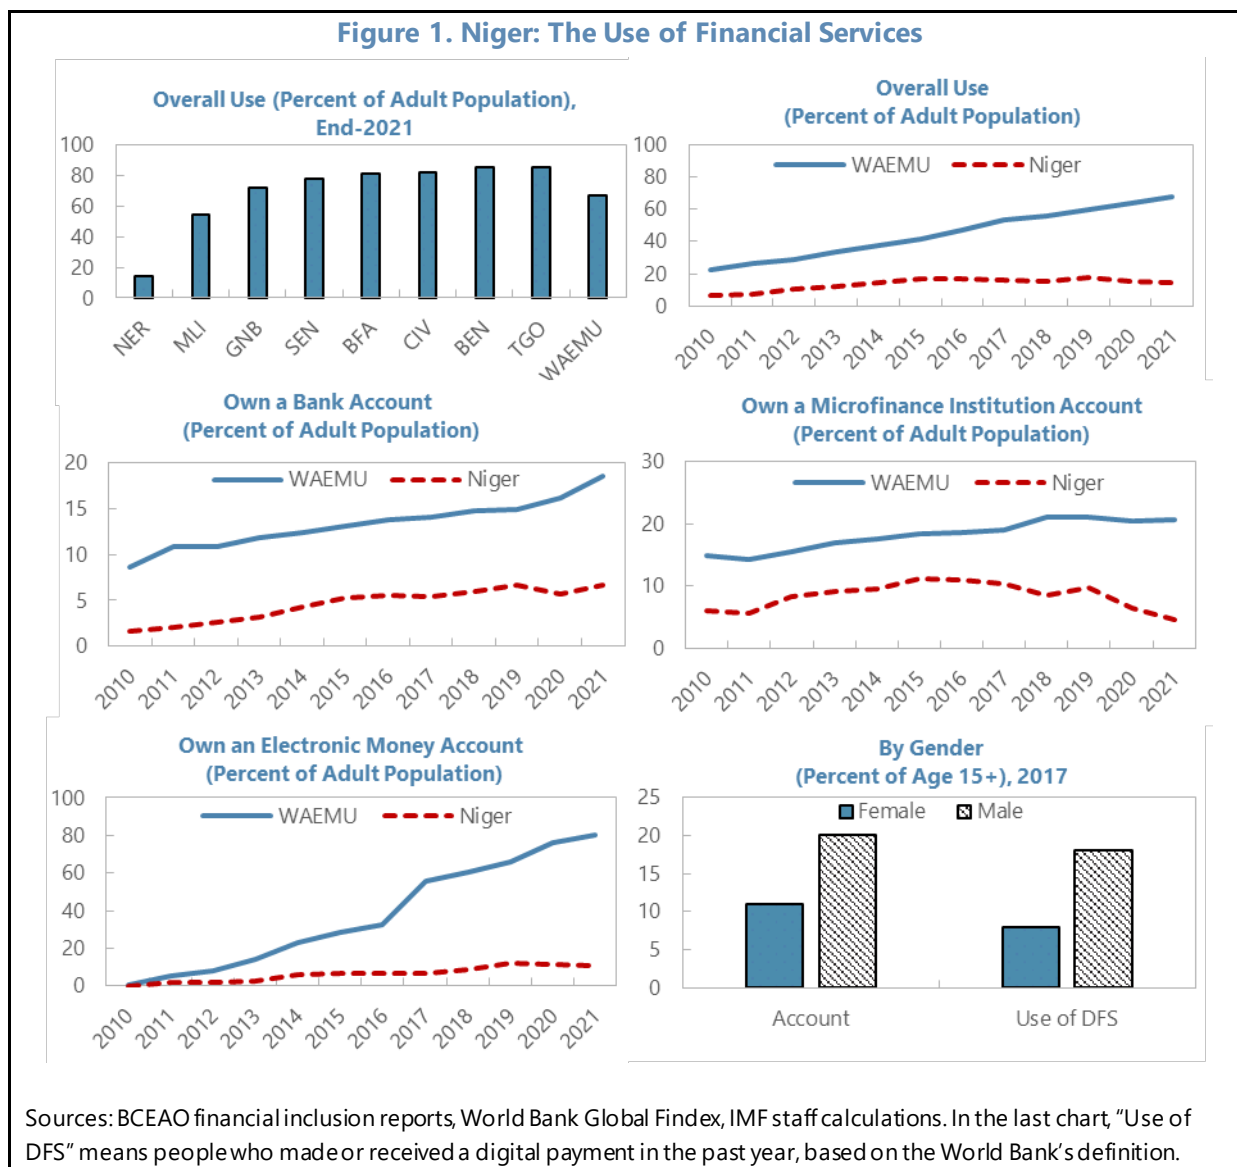 Figure 1. Niger: The Use of Financial Services
Overall Use (Percent of Adult Population),
End-2021
100
80
60
40
20
0
NER
MLI
GNB
SEN
BFA
CIV
BEN
TGO
WAEMU
Overall Use
(Percent of Adult Population)
100
80
60
40
20
0
WAEMU
Niger
2010
2011
2012
2013
2014
2015
2016
2017
2018
2019
2020
2021
Own a Bank Account
(Percent of Adult Population)
20
15
10
5
0
WAEMU
Niger
2010
2011
2012
2013
2014
2015
2016
2017
2018
2019
2020
2021
Own a Microfinance Institution Account
(Percent of Adult Population)
30
20
10
0
WAEMU
Niger
2010
2011
2012
2013
2014
2015
2016
2017
2018
2019
2020
2021
Own an Electronic Money Account
(Percent of Adult Population)
100
80
60
40
20
0
WAEMU
Niger
2010
2011
2012
2013
2014
2015
2016
2017
2018
2019
2020
2021
By Gender
(Percent of Age 15+), 2017
25
20
15
10
5
0
Female
Male
Account
Use of DFS
Sources: BCEAO financial inclusion reports, World Bank Global Findex, IMF staff calculations. In the last chart, “Use of
DFS” means people who made or received a digital payment in the past year, based on the World Bank’s definition.